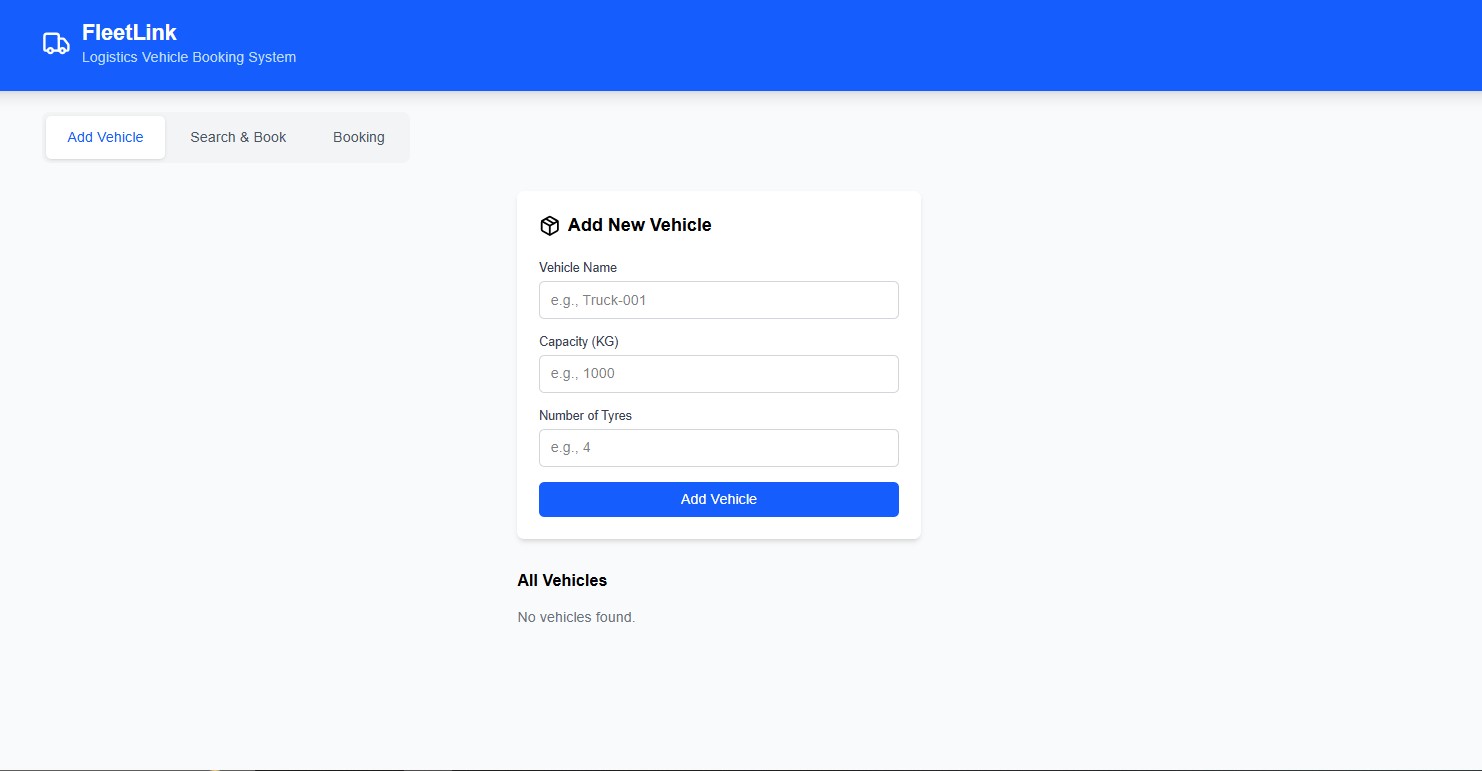 FleetLink
Logistics Vehicle Booking System
Add Vehicle
Search & Book
Booking
Add New Vehicle
Vehicle Name
e.g., Truck-001
Capacity (KG)
e.g., 1000
Number of Tyres
e.g., 4
Add Vehicle
All Vehicles
No vehicles found.